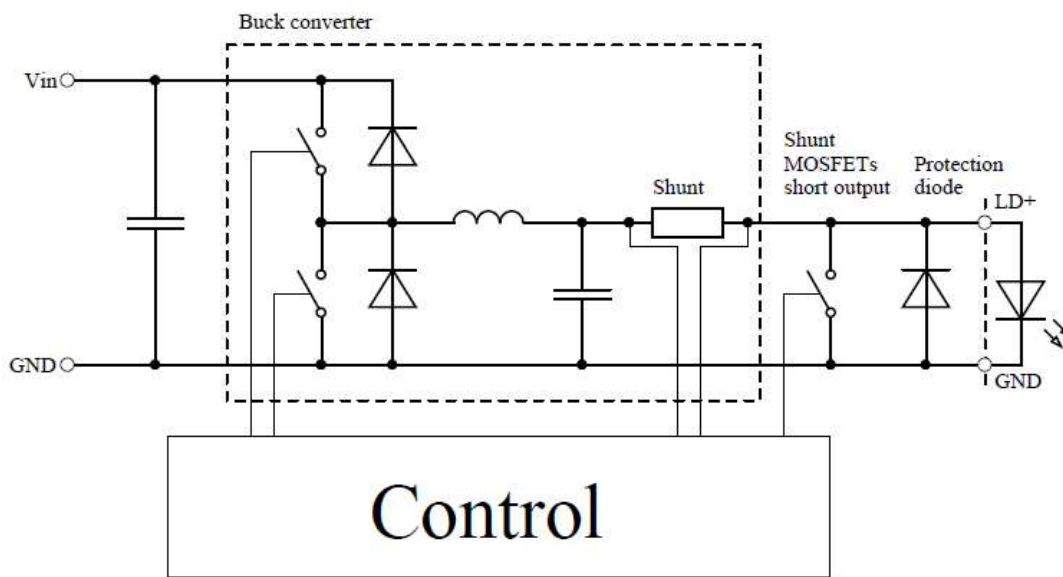 Buck converter
Vin
Shunt
MOSFETs
short output
Protection
diode
Shunt
LD+
GND
GND
Control